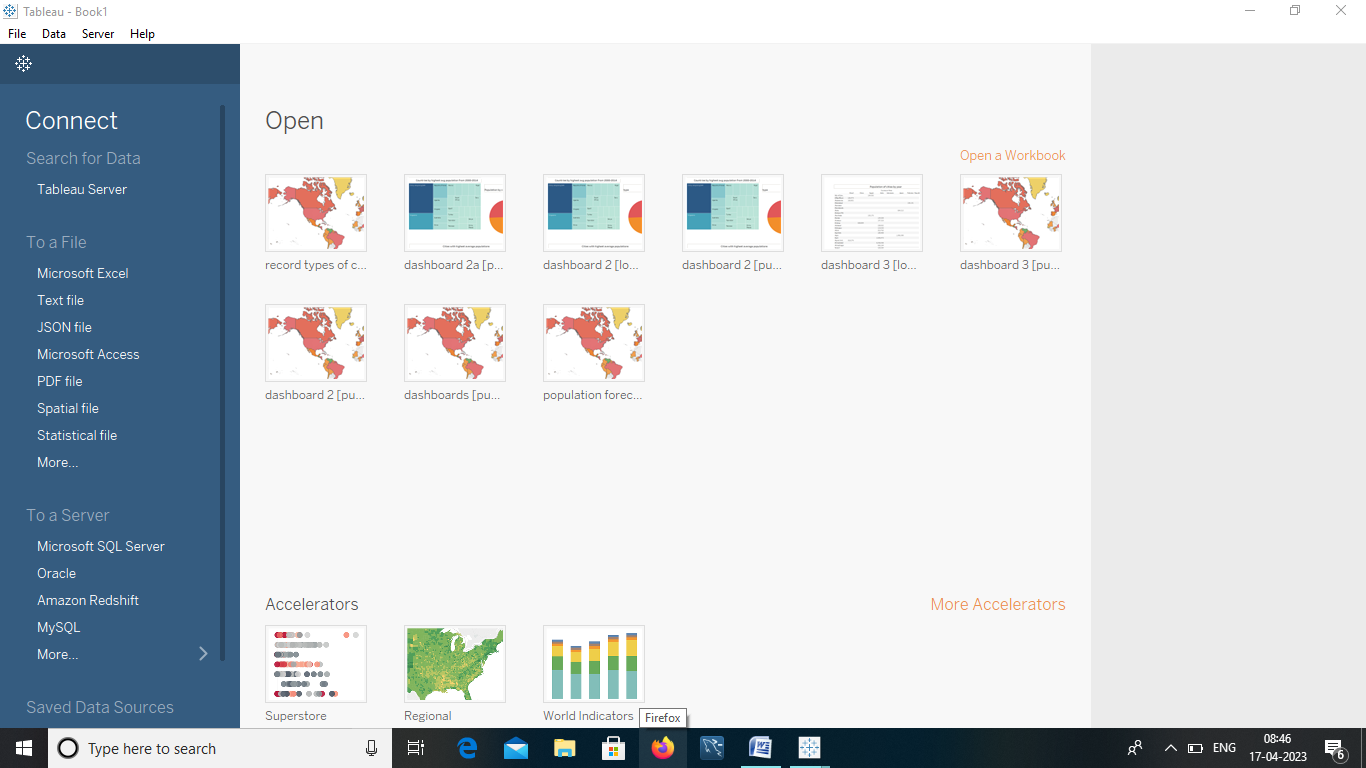 Tableau - Book1
File Data Server Help
Connect
Search for Data
Tableau Server
To a File
Microsoft Excel
Text file
JSON file
Microsoft Access
PDF file
Spatial file
Statistical file
More...
To a Server
Microsoft SQL Server
Oracle
Amazon Redshift
MySQL
More...
Saved Data Sources
Open
Open a Workbook
record types of c...
dashboard 2a [p...
dashboard 2 [lo...
dashboard 2 [pu...
dashboard 3 [lo...
dashboard 3 [pu...
dashboard 2 [pu...
dashboards [pu...
population forec...
Accelerators
More Accelerators
Superstore
Regional
World Indicators
Firefox
Type here to search
ENG
08:46
17-04-2023
6